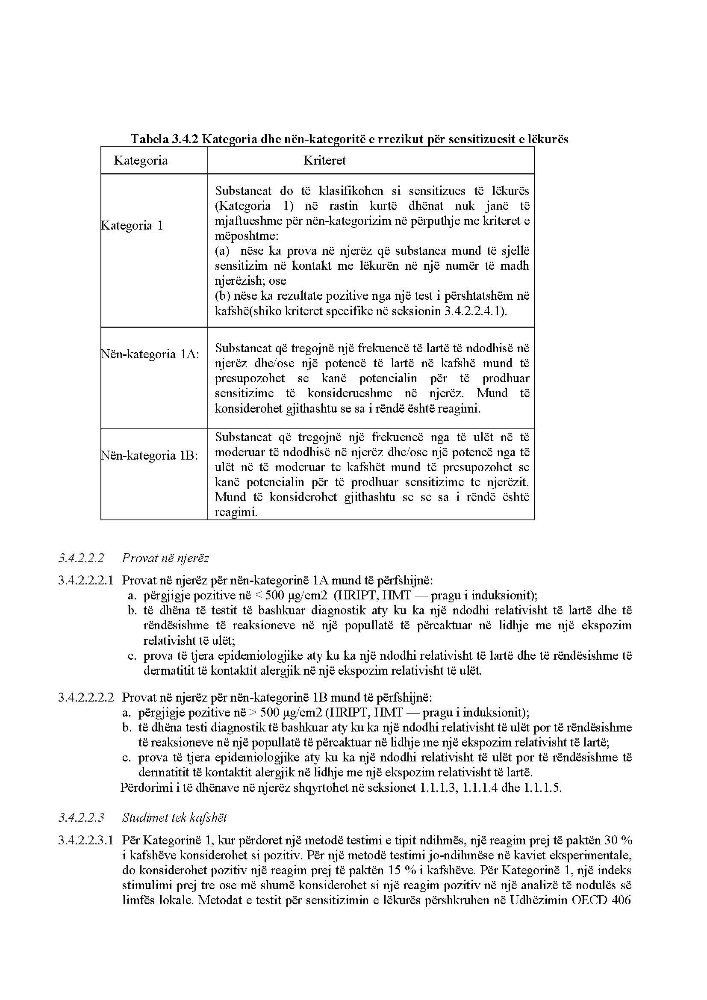 Tabela 3.4.2 Kategoria dhe nën-kategoritë e rrezikut për sensitizuesit e lëkurës
Kategoria Kriteret
Kategoria 1
Substancat do të klasifikohen si sensitizues të lëkurës
(Kategoria 1) në rastin kurtë dhënat nuk janë të
mjaftueshme për nën-kategorizim në përputhje me kriteret e
mëposhtme:
(a) nëse ka prova në njerëz që substanca mund të sjellë
sensitizim në kontakt me lëkurën në një numër të madh
njerëzish; ose
(b) nëse ka rezultate pozitive nga një test i përshtatshëm në
kafshë(shiko kriteret specifike në seksionin 3.4.2.2.4.1).
Nën-kategoria 1A:
Substancat që tregojnë një frekuencë të lartë të ndodhisë në
njerëz dhe/ose një potencë të lartë në kafshë mund të
presupozohet se kanë potencialin për të prodhuar
sensitizime të konsiderueshme në njerëz. Mund të
konsiderohet gjithashtu se sa i rëndë është reagimi.
Nën-kategoria 1B:
Substancat që tregojnë një frekuencë nga të ulët në të
moderuar të ndodhisë në njerëz dhe/ose një potencë nga të
ulët në të moderuar te kafshët mund të presupozohet se
kanë potencialin për të prodhuar sensitizime te njerëzit.
Mund të konsiderohet gjithashtu se se sa i rëndë është
reagimi.
3.4.2.2.2 Provat në njerëz
3.4.2.2.2.1 Provat në njerëz për nën-kategorinë 1A mund të përfshijnë:
a. përgjigje pozitive në ≤ 500 μg/cm2 (HRIPT, HMT — pragu i induksionit);
b. të dhëna të testit të bashkuar diagnostik aty ku ka një ndodhi relativisht të lartë dhe të
rëndësishme të reaksioneve në një popullatë të përcaktuar në lidhje me një ekspozim
relativisht të ulët;
c. prova të tjera epidemiologjike aty ku ka një ndodhi relativisht të lartë dhe të rëndësishme të
dermatitit të kontaktit alergjik në një ekspozim relativisht të ulët.
3.4.2.2.2.2 Provat në njerëz për nën-kategorinë 1B mund të përfshijnë:
a. përgjigje pozitive në > 500 μg/cm2 (HRIPT, HMT — pragu i induksionit);
b. të dhëna testi diagnostik të bashkuar aty ku ka një ndodhi relativisht të ulët por të rëndësishme
të reaksioneve në një popullatë të përcaktuar në lidhje me një ekspozim relativisht të lartë;
c. prova të tjera epidemiologjike aty ku ka një ndodhi relativisht të ulët por të rëndësishme të
dermatitit të kontaktit alergjik në lidhje me një ekspozim relativisht të lartë.
Përdorimi i të dhënave në njerëz shqyrtohet në seksionet 1.1.1.3, 1.1.1.4 dhe 1.1.1.5.
3.4.2.2.3 Studimet tek kafshët
3.4.2.2.3.1 Për Kategorinë 1, kur përdoret një metodë testimi e tipit ndihmës, një reagim prej të paktën 30 %
i kafshëve konsiderohet si pozitiv. Për një metodë testimi jo-ndihmëse në kaviet eksperimentale,
do konsiderohet pozitiv një reagim prej të paktën 15 % i kafshëve. Për Kategorinë 1, një indeks
stimulimi prej tre ose më shumë konsiderohet si një reagim pozitiv në një analizë të nodulës së
limfës lokale. Metodat e testit për sensitizimin e lëkurës përshkruhen në Udhëzimin OECD 406